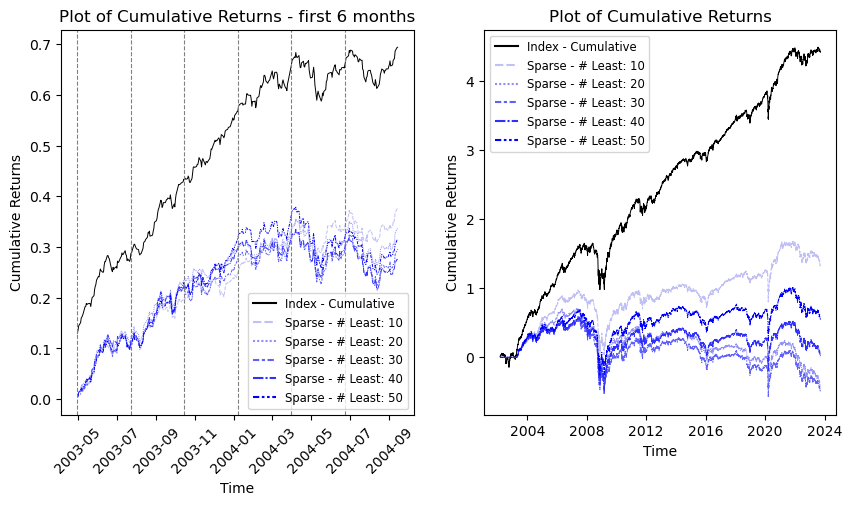 Plot of Cumulative Returns - first 6 months
Cumulative Returns
0.7
0.6
0.5
0.4
0.3
0.2
0.1
0.0
Index - Cumulative
Sparse - # Least: 10
Sparse - # Least: 20
Sparse - # Least: 30
Sparse - # Least: 40
Sparse - # Least: 50
2003-05
2003-07
2003-09
2003-11
2004-01
2004-03
2004-05
2004-07
2004-09
Time
Plot of Cumulative Returns
Cumulative Returns
4
3
2
1
0
Index - Cumulative
Sparse - # Least: 10
Sparse - # Least: 20
Sparse - # Least: 30
Sparse - # Least: 40
Sparse - # Least: 50
2004
2008
2012
2016
2020
2024
Time